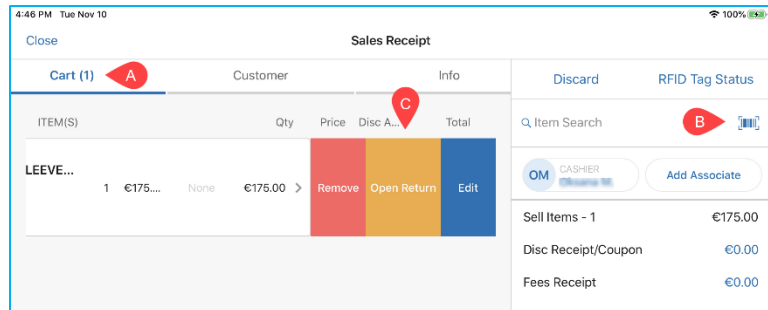 4:46 PM Tue Nov 10 100%
Close Sales Receipt
Cart (1) A Customer Info Discard RFID Tag Status
C
ITEM(S) Qty Price Disc A... Total Item Search B
LEEVE... OM CASHIER Add Associate
1 €175.... None €175.00 Remove Open Return Edit
Sell Items - 1 €175.00
Disc Receipt/Coupon €0.00
Fees Receipt €0.00